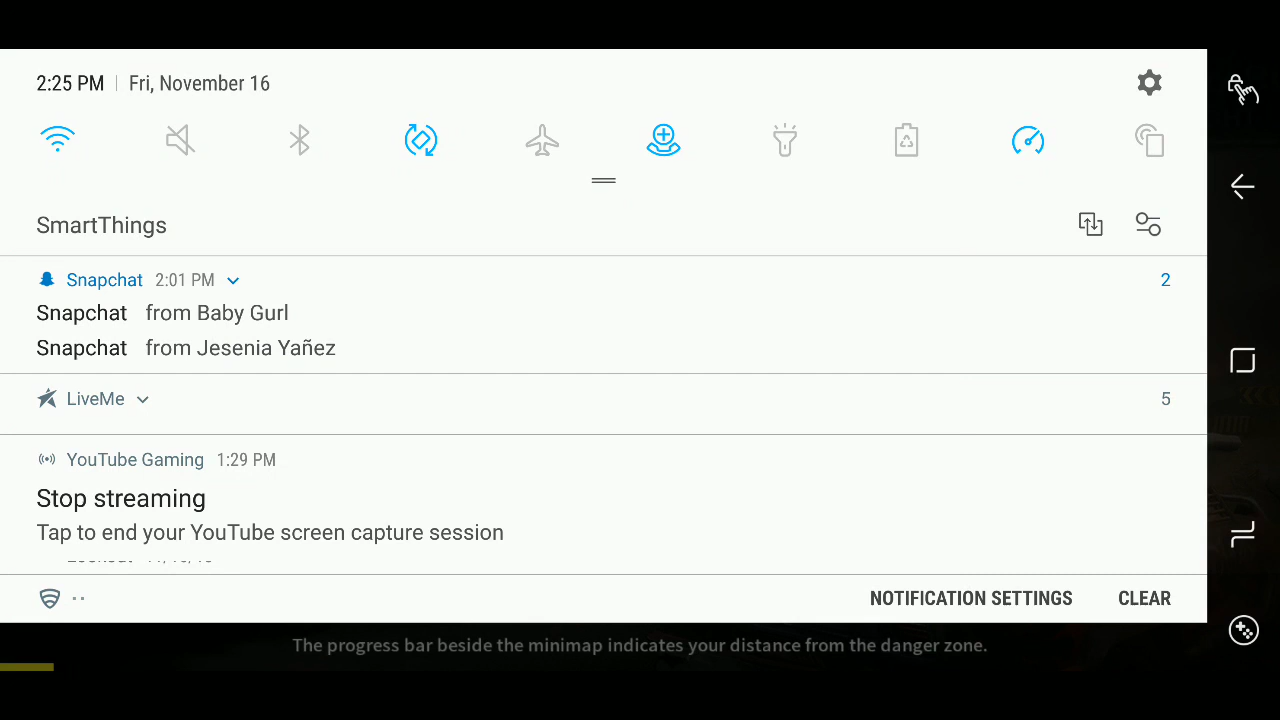 2:25 PM | Fri, November 16
SmartThings
Snapchat 2:01 PM 2
Snapchat from Baby Gurl
Snapchat from Jesenia Yañez
LiveMe 5
YouTube Gaming 1:29 PM
Stop streaming
Tap to end your YouTube screen capture session
NOTIFICATION SETTINGS CLEAR
The progress bar beside the minimap indicates your distance from the danger zone.